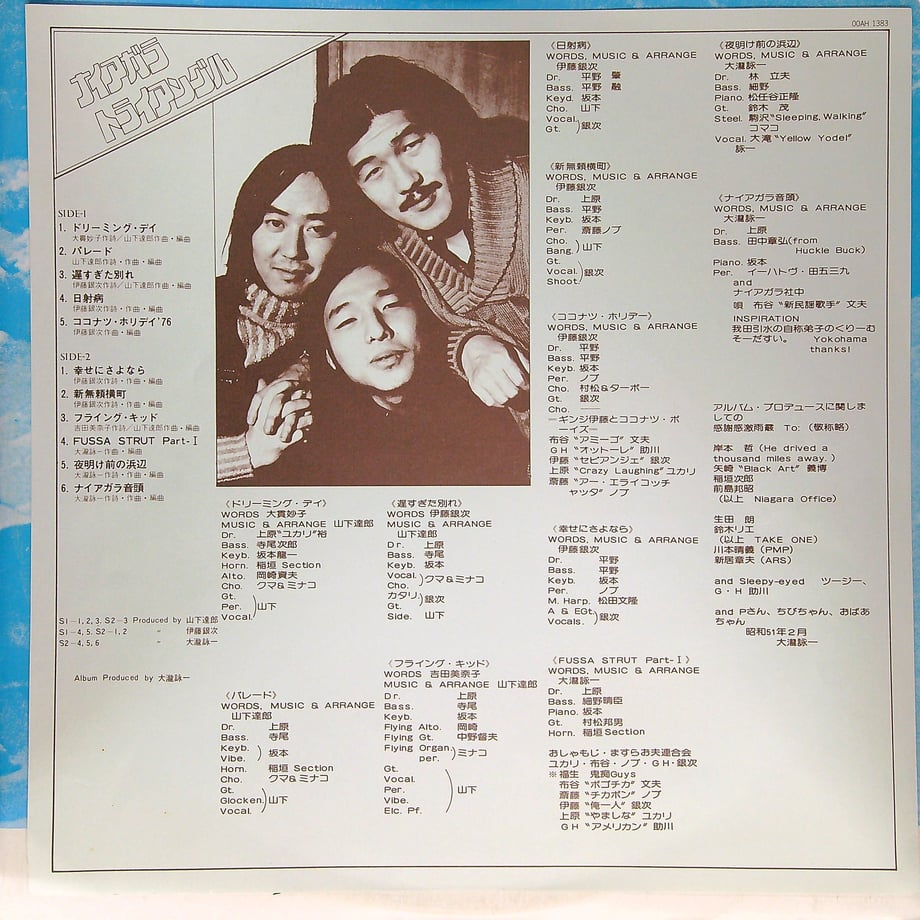 OOAH 1383
ナイアガラ
トライアングル
SIDE-1
1. ドリーミング・デイ
大貫妙子作詩／山下達郎作曲・編曲
2. パレード
山下達郎作詩・作曲・編曲
3. 遅すぎた別れ
伊藤銀次作詩／山下達郎作曲・編曲
4. 日射病
伊藤銀次作詩・作曲・編曲
5. ココナツ・ホリデイ'76
伊藤銀次作曲・編曲
SIDE-2
1. 幸せにさよなら
伊藤銀次作詩・作曲・編曲
2. 新無頼横町
伊藤銀次作詩・作曲・編曲
3. フライング・キッド
吉田美奈子作詩／山下達郎作曲・編曲
4. FUSSA STRUT Part-I
大瀧詠一作曲・編曲
5. 夜明け前の浜辺
大瀧詠一作詩・作曲・編曲
6. ナイアガラ音頭
大瀧詠一作詩・作曲・編曲
S1-1, 2, 3. S2-3 Produced by 山下達郎
S1-4, 5. S2-1, 2 〃 伊藤銀次
S2-4, 5, 6 〃 大瀧詠一
Album Produced by 大瀧詠一
〈ドリーミング・デイ〉
WORDS 大貫妙子
MUSIC & ARRANGE 山下達郎
Dr. 上原"ユカリ"裕
Bass. 寺尾次郎
Keyb. 坂本龍一
Horn. 稲垣 Section
Alto. 岡崎資夫
Cho. クマ&ミナコ
Gt.
Per. 山下
Vocal.
〈パレード〉
WORDS, MUSIC & ARRANGE
山下達郎
Dr. 上原
Bass. 寺尾
Keyb.
Vibe. 坂本
Horn. 稲垣 Section
Cho. クマ&ミナコ
Gt.
Glocken. 山下
Vocal.
〈遅すぎた別れ〉
WORDS 伊藤銀次
MUSIC & ARRANGE
山下達郎
Dr. 上原
Bass. 寺尾
Keyb. 坂本
Vocal.
Cho. クマ&ミナコ
カタリ.
Gt. 銀次
Side. 山下
〈フライング・キッド〉
WORDS 吉田美奈子
MUSIC & ARRANGE 山下達郎
Dr. 上原
Bass. 寺尾
Keyb. 坂本
Flying Alto. 岡崎
Flying Gt. 中野督夫
Flying Organ.
per. ミナコ
Gt.
Vocal.
Per. 山下
Vibe.
Elc. Pf.
〈日射病〉
WORDS, MUSIC & ARRANGE
伊藤銀次
Dr. 平野 肇
Bass. 平野 融
Keyd. 坂本
Cho. 山下
Vocal.
Gt. 銀次
〈新無頼横町〉
WORDS, MUSIC & ARRANGE
伊藤銀次
Dr. 上原
Bass. 平野
Keyb. 坂本
Per. 斎藤ノブ
Cho.
Bang. 山下
Gt.
Vocal. 銀次
Shoot.
〈ココナツ・ホリデー〉
WORDS, MUSIC & ARRANGE
伊藤銀次
Dr. 平野
Bass. 平野
Keyb. 坂本
Per. ノブ
Cho. 村松&ターボー
Gt. 銀次
Cho. ――
―ギンジ伊藤とココナツ・ボ
ーイズ―
布谷"アミーゴ"文夫
GH"オットーレ"助川
伊藤"セビアンジェ"銀次
上原"Crazy Laughing"ユカリ
斎藤"アー・エライコッチ
ャッタ"ノブ
〈幸せにさよなら〉
WORDS, MUSIC & ARRANGE
伊藤銀次
Dr. 平野
Bass. 平野
Keyb. 坂本
Per. ノブ
M. Harp. 松田文隆
A & EGt.
Vocals. 銀次
〈FUSSA STRUT Part-I〉
WORDS, MUSIC & ARRANGE
大瀧詠一
Dr. 上原
Bass. 細野晴臣
Piano. 坂本
Gt. 村松邦男
Horn. 稲垣Section
おしゃもじ・ますらお夫連合会
ユカリ・布谷・ノブ・GH・銀次
※福生 鬼痴Guys
布谷"ポゴチカ"文夫
斎藤"チカポン"ノブ
伊藤"俺一人"銀次
上原"やましな"ユカリ
GH"アメリカン"助川
〈夜明け前の浜辺〉
WORDS, MUSIC & ARRANGE
大瀧詠一
Dr. 林 立夫
Bass. 細野
Piano. 松任谷正隆
Gt. 鈴木 茂
Steel. 駒沢"Sleeping, Walking"
コマコ
Vocal. 大滝"Yellow Yodel"
詠一
〈ナイアガラ音頭〉
WORDS, MUSIC & ARRANGE
大瀧詠一
Dr. 上原
Bass. 田中章弘(from
Huckle Buck)
Piano. 坂本
Per. イーハトヴ・田五三九
and
ナイアガラ社中
唄 布谷"新民謡歌手"文夫
INSPIRATION
我田引水の自称弟子のくりーむ
そーだすい。 Yokohama
thanks!
アルバム・プロデュースに関しま
しての
感謝感激雨霰 To: (敬称略)
岸本 哲(He drived a
thousand miles away.)
矢崎"Black Art"義博
稲垣次郎
前島邦昭
(以上 Niagara Office)
生田 朗
鈴木リエ
(以上 TAKE ONE)
川本晴義(PMP)
新居章夫(ARS)
and Sleepy-eyed ツージー、
G・H 助川
and Pさん、ちびちゃん、おばあ
ちゃん
昭和51年2月
大瀧詠一